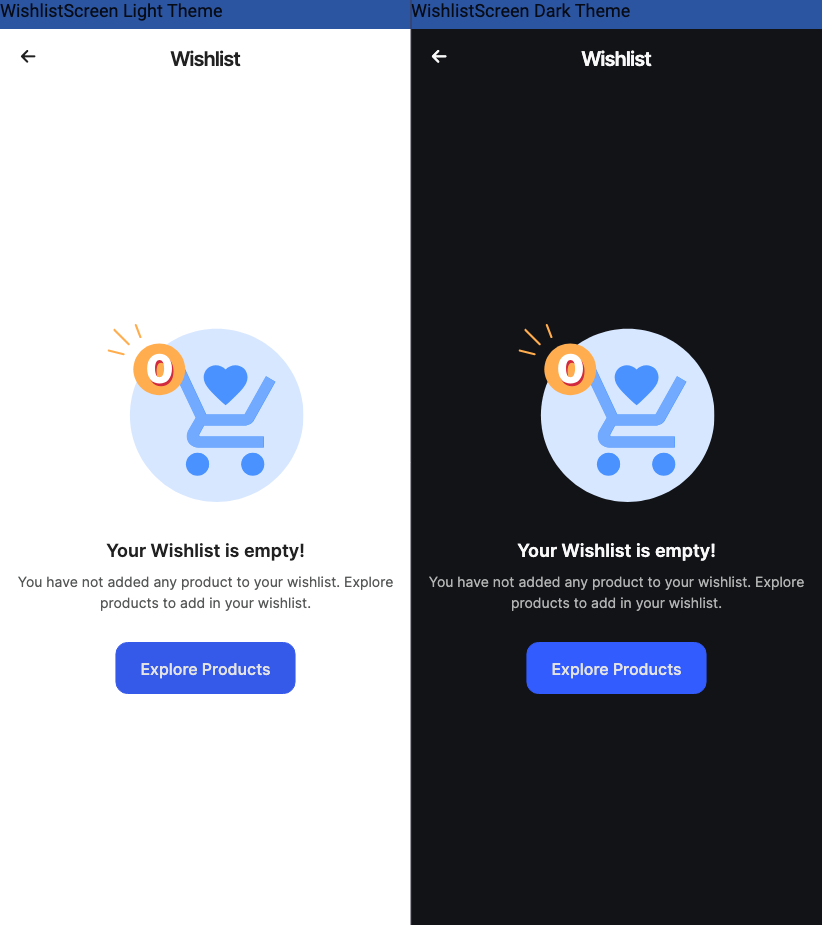 WishlistScreen Light Theme
Wishlist
0
Your Wishlist is empty!
You have not added any product to your wishlist. Explore
products to add in your wishlist.
Explore Products
WishlistScreen Dark Theme
Wishlist
0
Your Wishlist is empty!
You have not added any product to your wishlist. Explore
products to add in your wishlist.
Explore Products